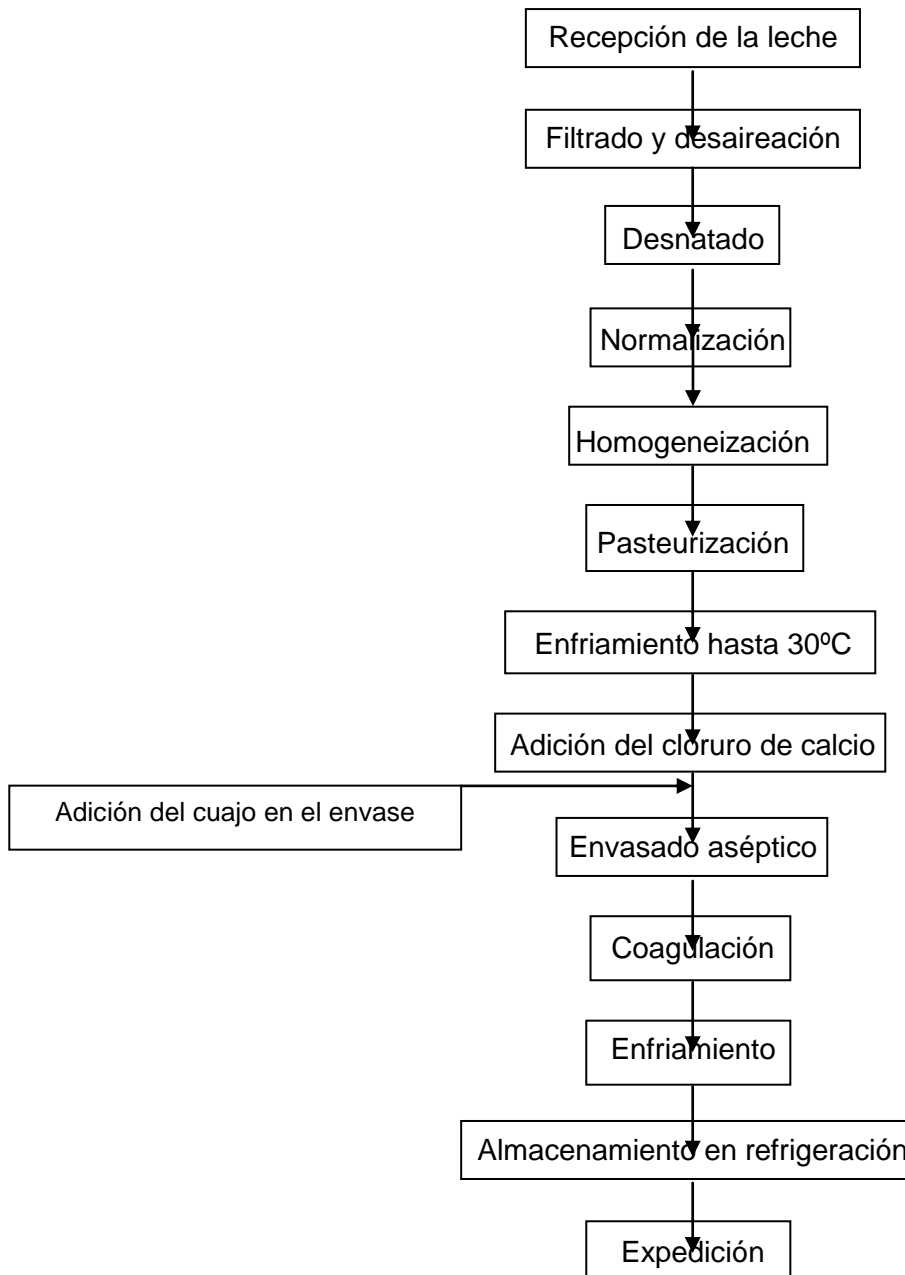 Recepción de la leche
Filtrado y desaireación
Desnatado
Normalización
Homogeneización
Pasteurización
Enfriamiento hasta 30ºC
Adición del cloruro de calcio
Adición del cuajo en el envase
Envasado aséptico
Coagulación
Enfriamiento
Almacenamiento en refrigeración
Expedición